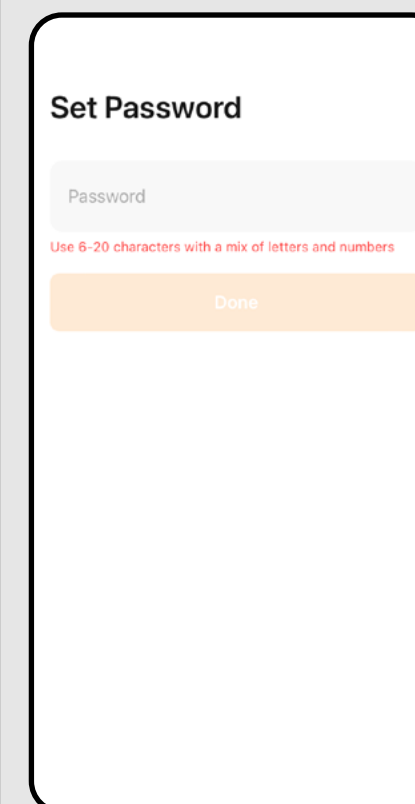 Set Password
Password
Use 6-20 characters with a mix of letters and numbers
Done